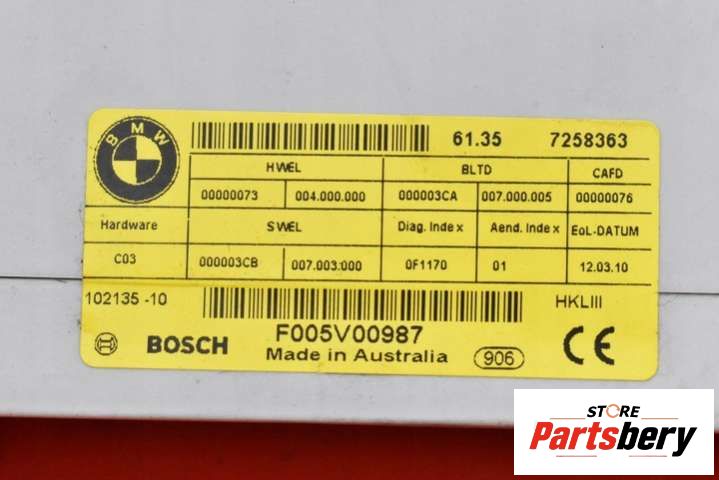 BMW
61.35 7258363
HWEL BLTD CAFD
00000073 004.000.000 000003CA 007.000.005 00000076
Hardware SWEL Diag. Index Aend. Index EoL-DATUM
C03 000003CB 007.003.000 0F1170 01 12.03.10
102135 -10 HKLIII
BOSCH F005V00987 CE
Made in Australia 906
STORE
Partsbery